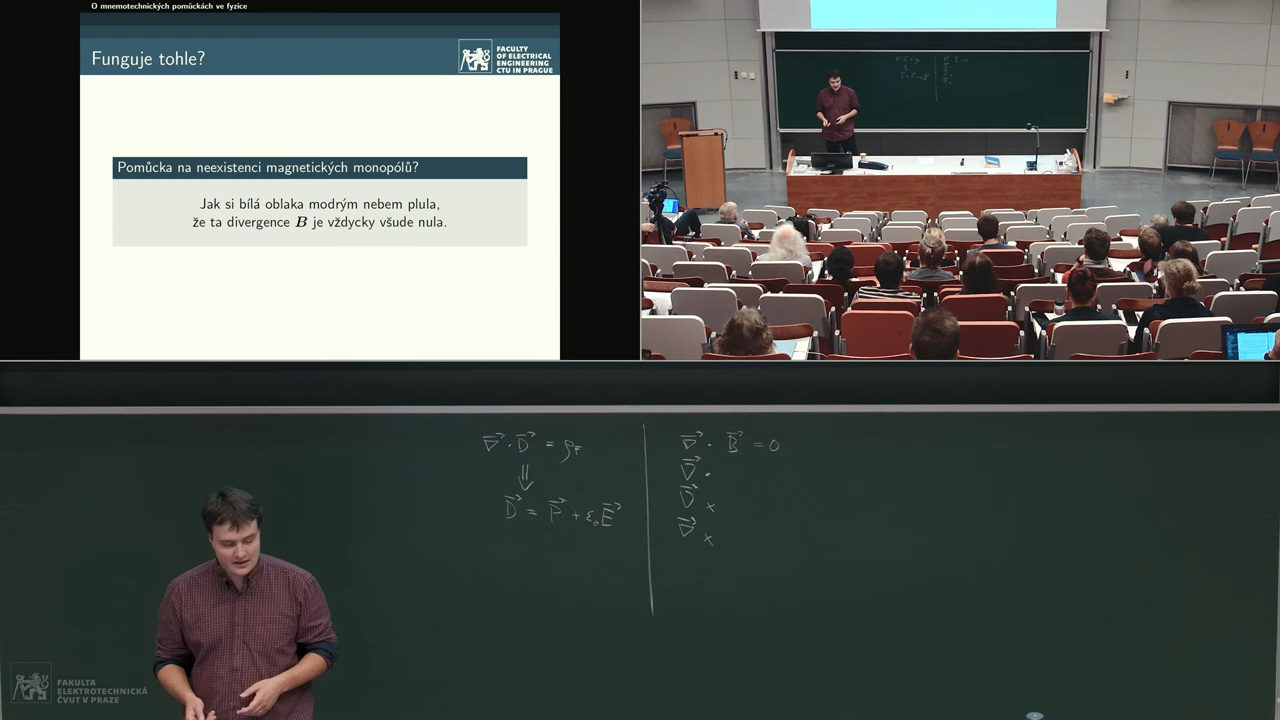 O mnemotechnických pomůckách ve fyzice
Funguje tohle?
FACULTY
OF ELECTRICAL
ENGINEERING
CTU IN PRAGUE
Pomůcka na neexistenci magnetických monopólů?
Jak si bílá oblaka modrým nebem plula,
že ta divergence B je vždycky všude nula.
∇⃗ · D⃗ = ρF
⇓
D⃗ = P⃗ + ε₀E⃗
∇⃗ · B⃗ = 0
∇⃗ ·
∇⃗ ×
∇⃗ ×
FAKULTA
ELEKTROTECHNICKÁ
ČVUT V PRAZE